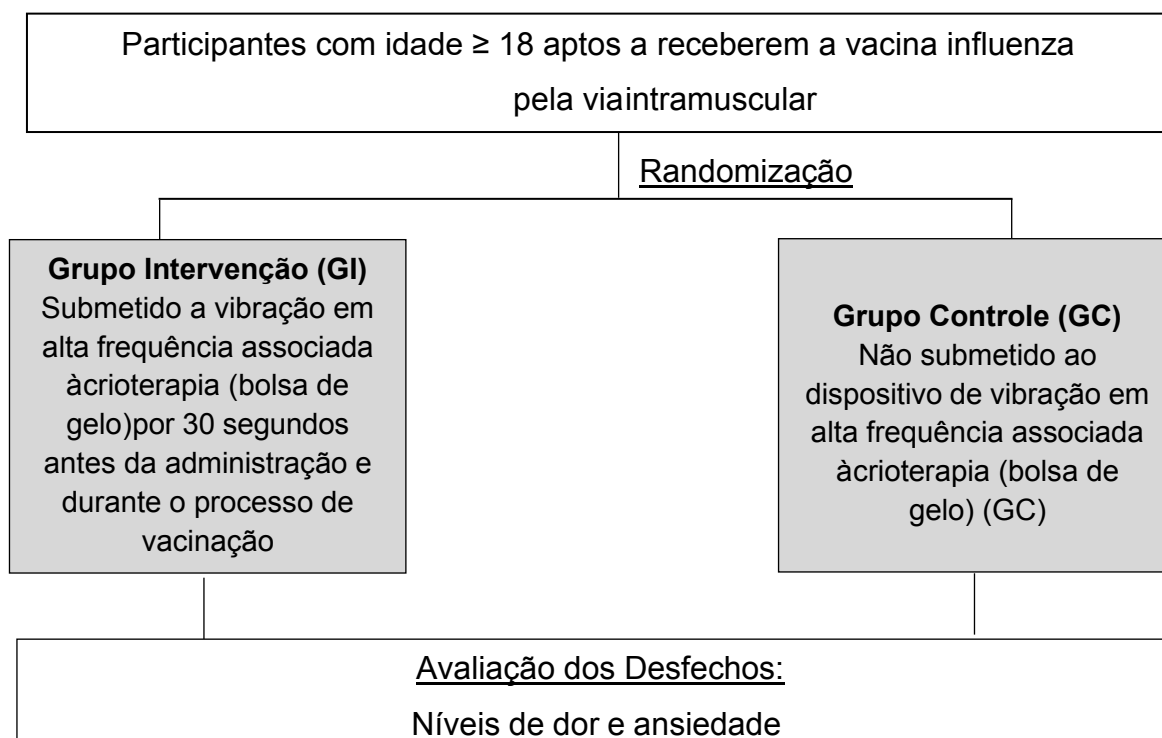 Participantes com idade ≥ 18 aptos a receberem a vacina influenza
pela viaintramuscular
Randomização
Grupo Intervenção (GI)
Submetido a vibração em
alta frequência associada
àcrioterapia (bolsa de
gelo)por 30 segundos
antes da administração e
durante o processo de
vacinação
Grupo Controle (GC)
Não submetido ao
dispositivo de vibração em
alta frequência associada
àcrioterapia (bolsa de
gelo) (GC)
Avaliação dos Desfechos:
Níveis de dor e ansiedade